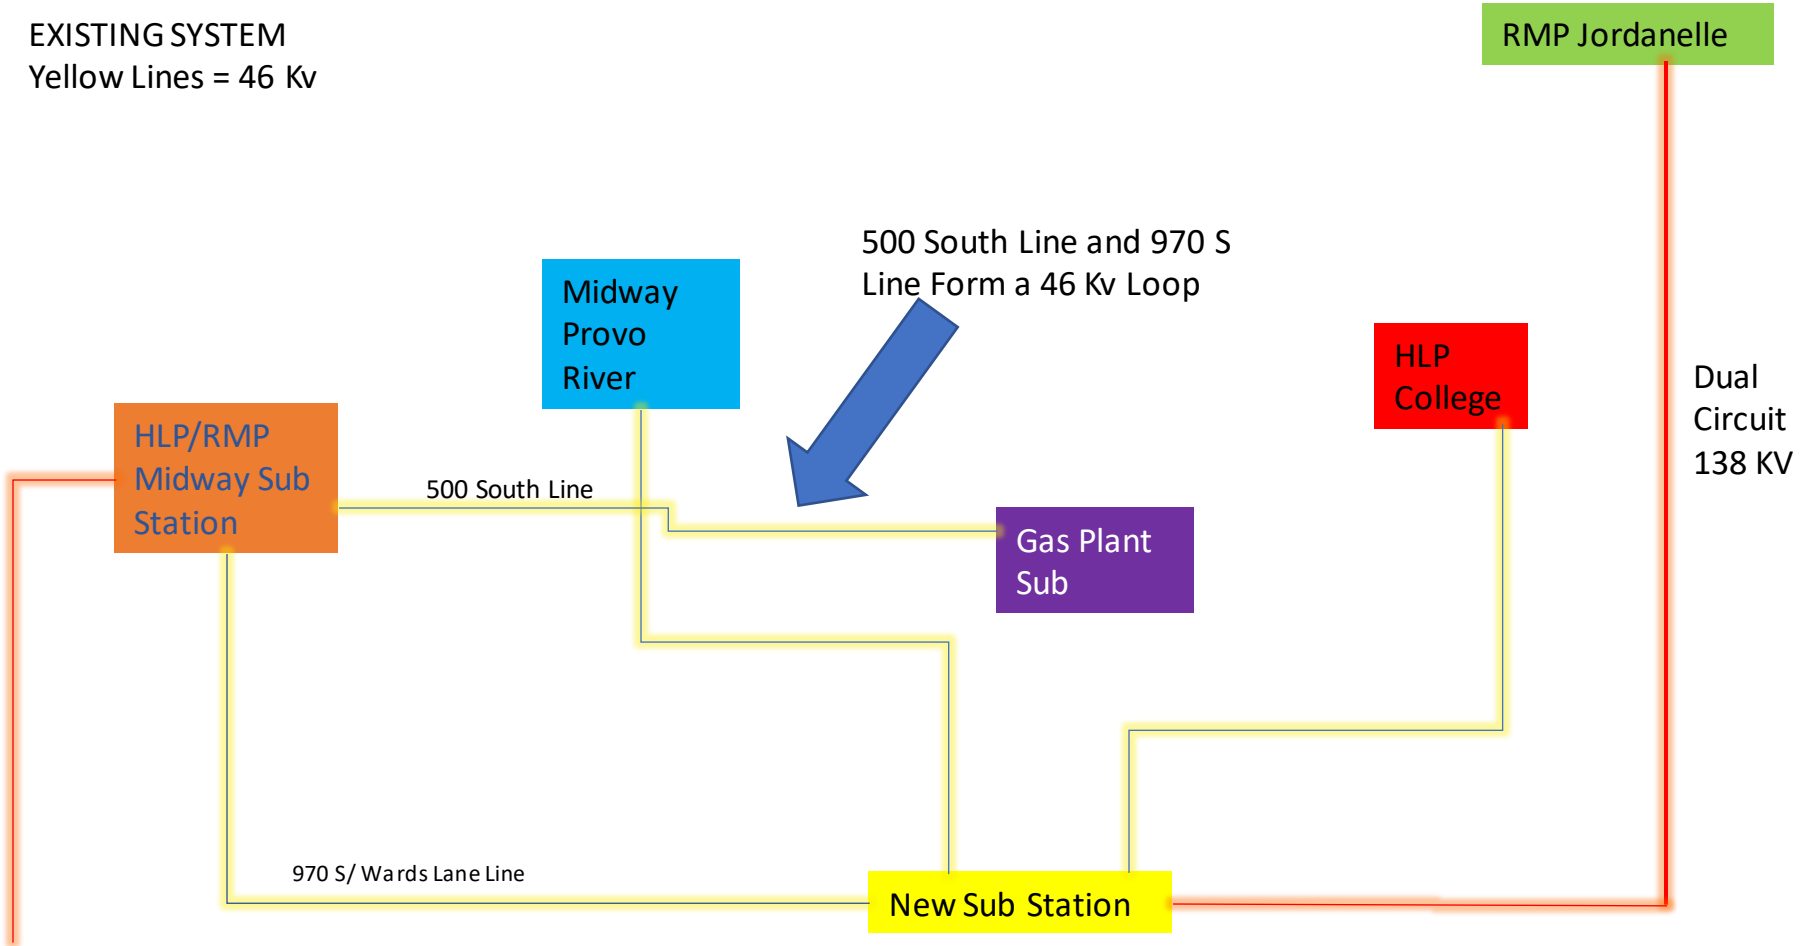 EXISTING SYSTEM
Yellow Lines = 46 Kv
RMP Jordanelle
500 South Line and 970 S
Line Form a 46 Kv Loop
Midway
Provo
River
HLP
College
Dual
Circuit
138 KV
HLP/RMP
Midway Sub
Station
500 South Line
Gas Plant
Sub
970 S/ Wards Lane Line
New Sub Station